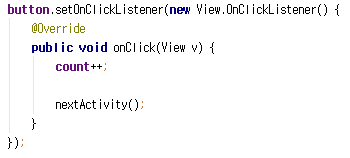 button.setOnClickListener(new View.OnClickListener() {
    @Override
    public void onClick(View v) {
        count++;

        nextActivity();
    }
});